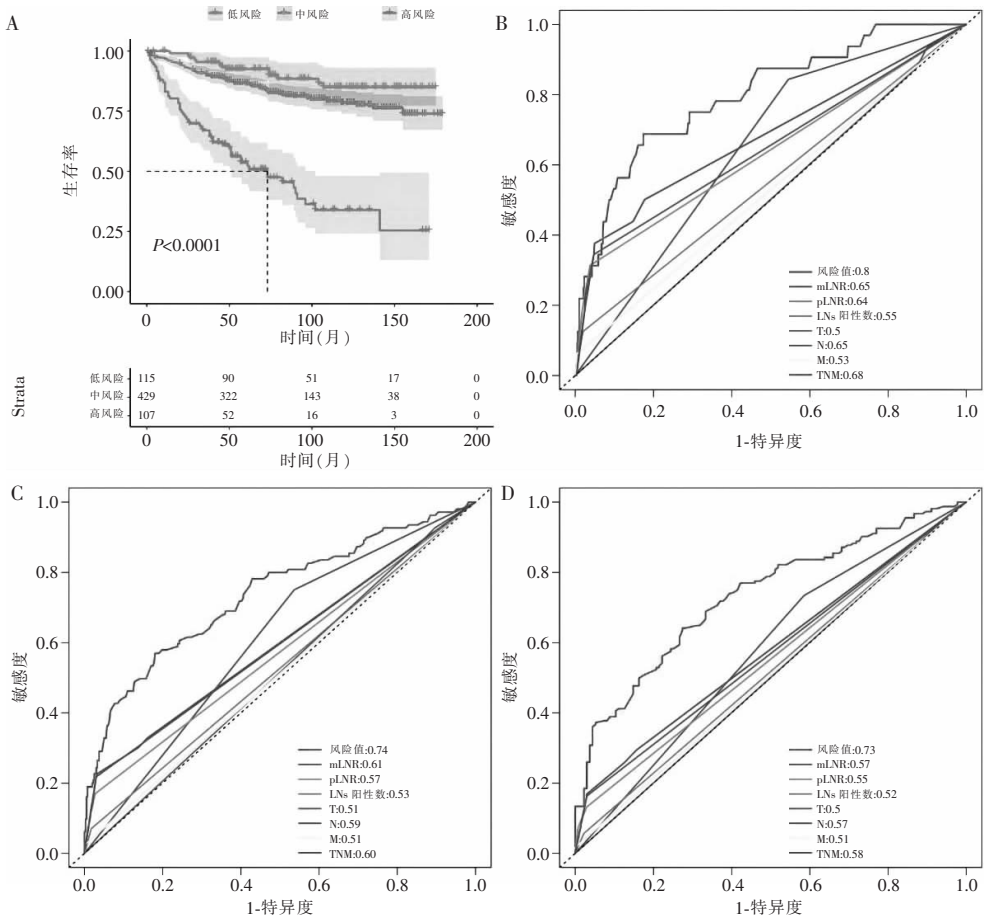 A
低风险 中风险 高风险
1.00
0.75
0.50
0.25
0.00
生存率
P<0.0001
0 50 100 150 200
时间(月)
Strata
低风险 115 90 51 17 0
中风险 429 322 143 38 0
高风险 107 52 16 3 0
0 50 100 150 200
时间(月)
B
1.0
0.8
0.6
0.4
0.2
0.0
敏感度
风险值:0.8
mLNR:0.65
pLNR:0.64
LNs 阳性数:0.55
T:0.5
N:0.65
M:0.53
TNM:0.68
0.0 0.2 0.4 0.6 0.8 1.0
1-特异度
C
1.0
0.8
0.6
0.4
0.2
0.0
敏感度
风险值:0.74
mLNR:0.61
pLNR:0.57
LNs 阳性数:0.53
T:0.51
N:0.59
M:0.51
TNM:0.60
0.0 0.2 0.4 0.6 0.8 1.0
1-特异度
D
1.0
0.8
0.6
0.4
0.2
0.0
敏感度
风险值:0.73
mLNR:0.57
pLNR:0.55
LNs 阳性数:0.52
T:0.5
N:0.57
M:0.51
TNM:0.58
0.0 0.2 0.4 0.6 0.8 1.0
1-特异度